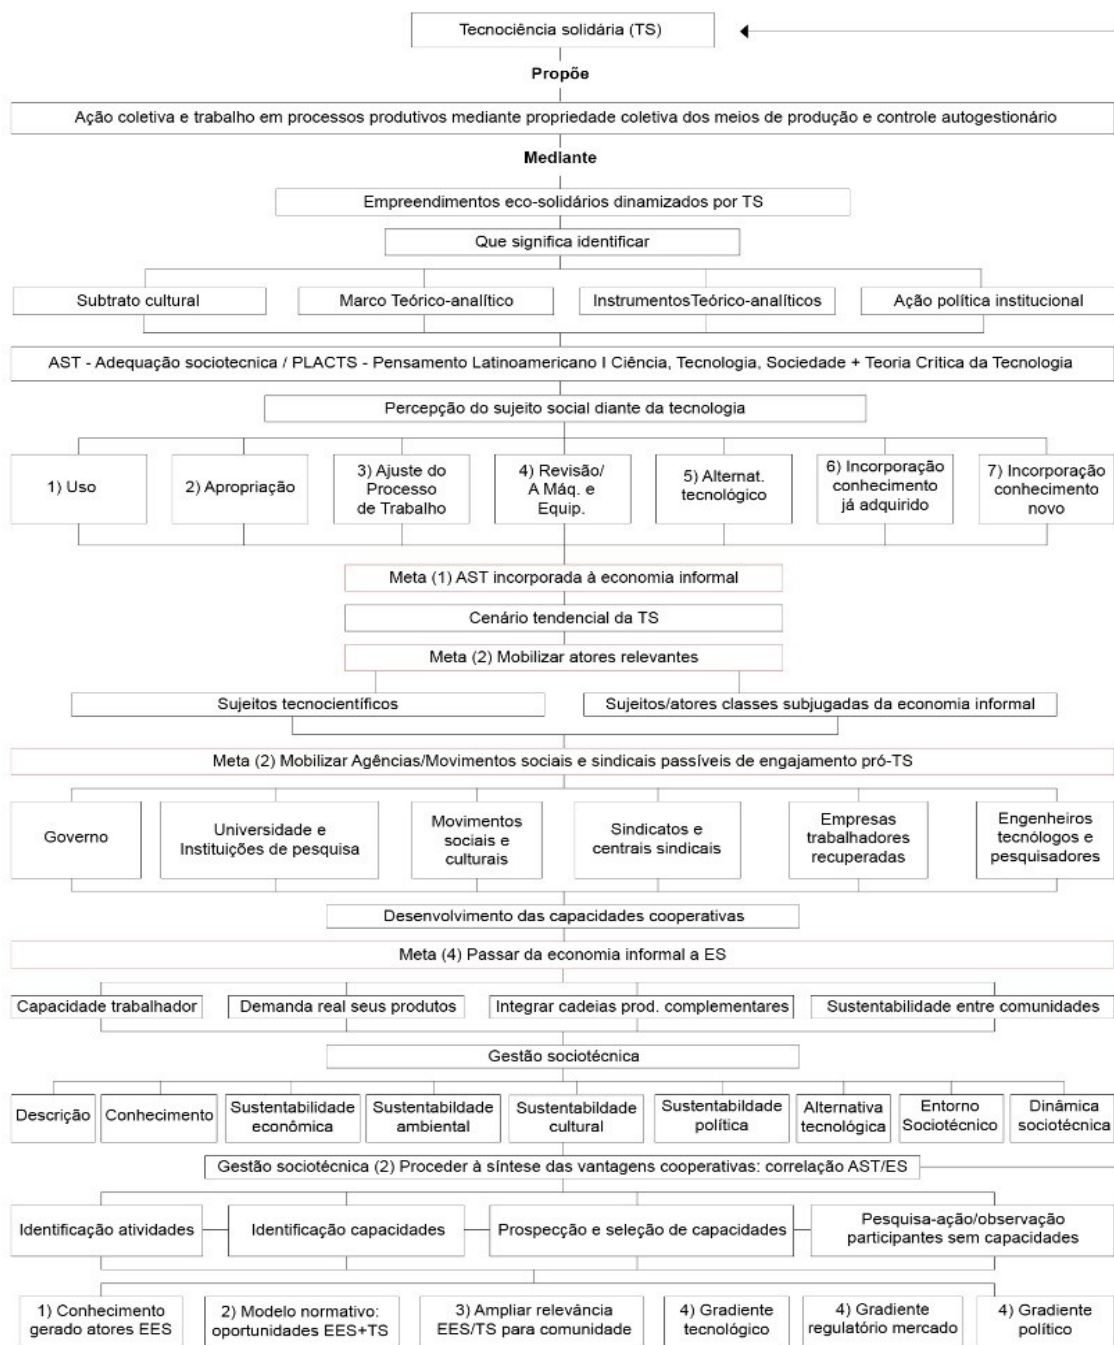 Tecnociência solidária (TS)
Propõe
Ação coletiva e trabalho em processos produtivos mediante propriedade coletiva dos meios de produção e controle autogestionário
Mediante
Empreendimentos eco-solidários dinamizados por TS
Que significa identificar
Subtrato cultural
Marco Teórico-analítico
InstrumentosTeórico-analíticos
Ação política institucional
AST - Adequação sociotecnica / PLACTS - Pensamento Latinoamericano I Ciência, Tecnologia, Sociedade + Teoria Crítica da Tecnologia
Percepção do sujeito social diante da tecnologia
1) Uso
2) Apropriação
3) Ajuste do
Processo
de Trabalho
4) Revisão/
A Máq. e
Equip.
5) Alternat.
tecnológico
6) Incorporação
conhecimento
já adquirido
7) Incorporação
conhecimento
novo
Meta (1) AST incorporada à economia informal
Cenário tendencial da TS
Meta (2) Mobilizar atores relevantes
Sujeitos tecnocientíficos
Sujeitos/atores classes subjugadas da economia informal
Meta (2) Mobilizar Agências/Movimentos sociais e sindicais passíveis de engajamento pró-TS
Governo
Universidade e
Instituições de pesquisa
Movimentos
sociais e
culturais
Sindicatos e
centrais sindicais
Empresas
trabalhadores
recuperadas
Engenheiros
tecnólogos e
pesquisadores
Desenvolvimento das capacidades cooperativas
Meta (4) Passar da economia informal a ES
Capacidade trabalhador
Demanda real seus produtos
Integrar cadeias prod. complementares
Sustentabilidade entre comunidades
Gestão sociotécnica
Descrição
Conhecimento
Sustentabilidade
econômica
Sustentabildade
ambiental
Sustentabildade
cultural
Sustentabildade
política
Alternativa
tecnológica
Entorno
Sociotécnico
Dinâmica
sociotécnica
Gestão sociotécnica (2) Proceder à síntese das vantagens cooperativas: correlação AST/ES
Identificação atividades
Identificação capacidades
Prospecção e seleção de capacidades
Pesquisa-ação/observação
participantes sem capacidades
1) Conhecimento
gerado atores EES
2) Modelo normativo:
oportunidades EES+TS
3) Ampliar relevância
EES/TS para comunidade
4) Gradiente
tecnológico
4) Gradiente
regulatório mercado
4) Gradiente
político